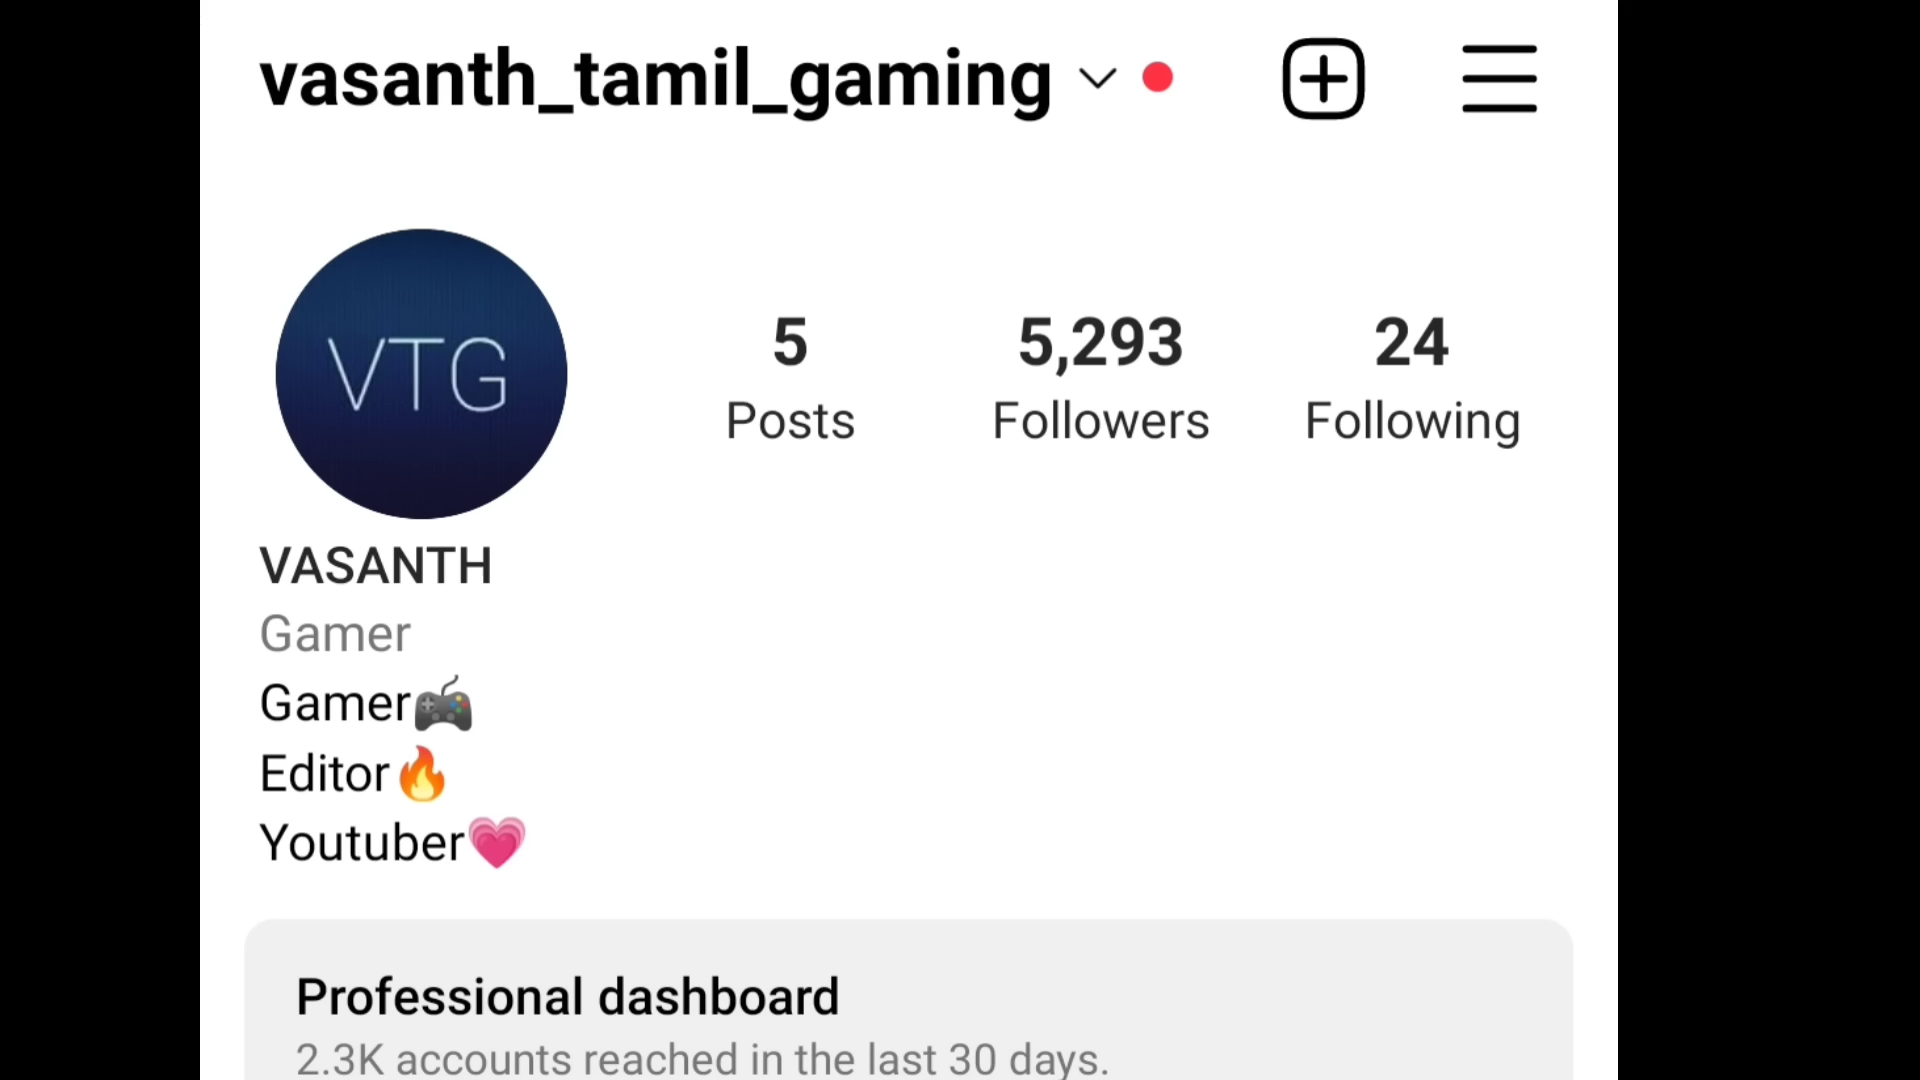 vasanth_tamil_gaming
VTG
5 5,293 24
Posts Followers Following
VASANTH
Gamer
Gamer🎮
Editor🔥
Youtuber💗
Professional dashboard
2.3K accounts reached in the last 30 days.